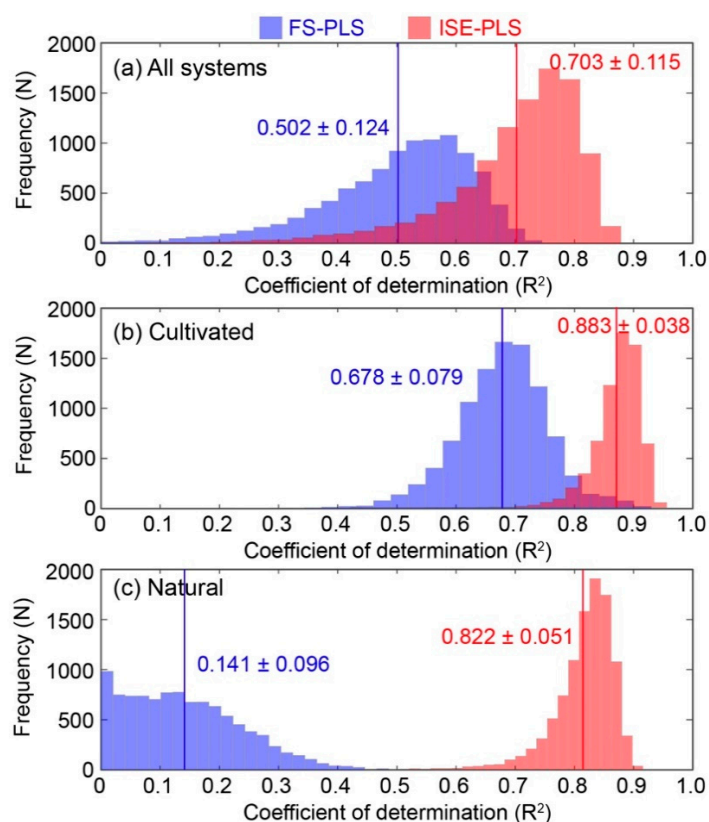 FS-PLS ISE-PLS
(a) All systems
0.703 ± 0.115
0.502 ± 0.124
Frequency (N)
2000
1500
1000
500
0
0 0.1 0.2 0.3 0.4 0.5 0.6 0.7 0.8 0.9 1.0
Coefficient of determination (R²)
(b) Cultivated
0.883 ± 0.038
0.678 ± 0.079
Frequency (N)
2000
1500
1000
500
0
0 0.1 0.2 0.3 0.4 0.5 0.6 0.7 0.8 0.9 1.0
Coefficient of determination (R²)
(c) Natural
0.822 ± 0.051
0.141 ± 0.096
Frequency (N)
2000
1500
1000
500
0
0 0.1 0.2 0.3 0.4 0.5 0.6 0.7 0.8 0.9 1.0
Coefficient of determination (R²)